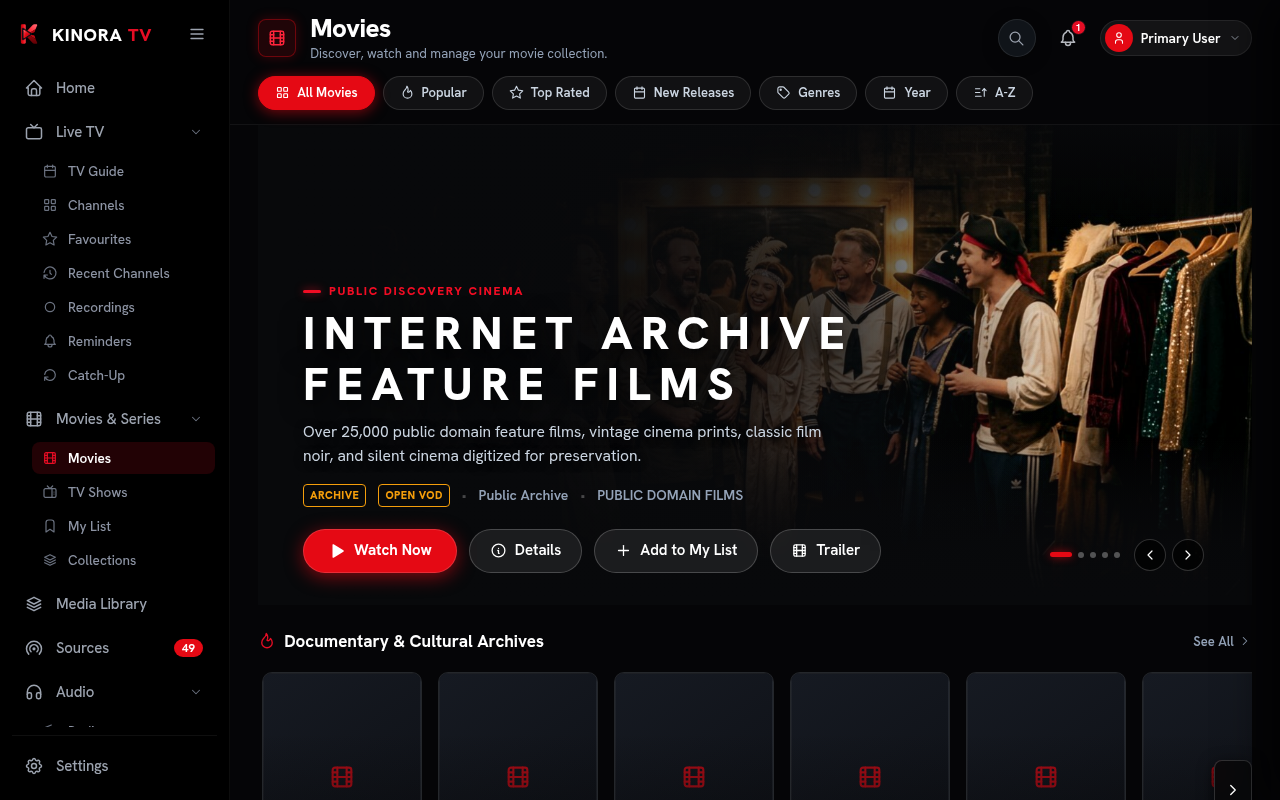 KINORA TV
Home
Live TV
TV Guide
Channels
Favourites
Recent Channels
Recordings
Reminders
Catch-Up
Movies & Series
Movies
TV Shows
My List
Collections
Media Library
Sources 49
Audio
Settings
Movies
Discover, watch and manage your movie collection.
1
Primary User
All Movies
Popular
Top Rated
New Releases
Genres
Year
A-Z
PUBLIC DISCOVERY CINEMA
INTERNET ARCHIVE
FEATURE FILMS
Over 25,000 public domain feature films, vintage cinema prints, classic film
noir, and silent cinema digitized for preservation.
ARCHIVE OPEN VOD • Public Archive • PUBLIC DOMAIN FILMS
Watch Now
Details
Add to My List
Trailer
Documentary & Cultural Archives
See All